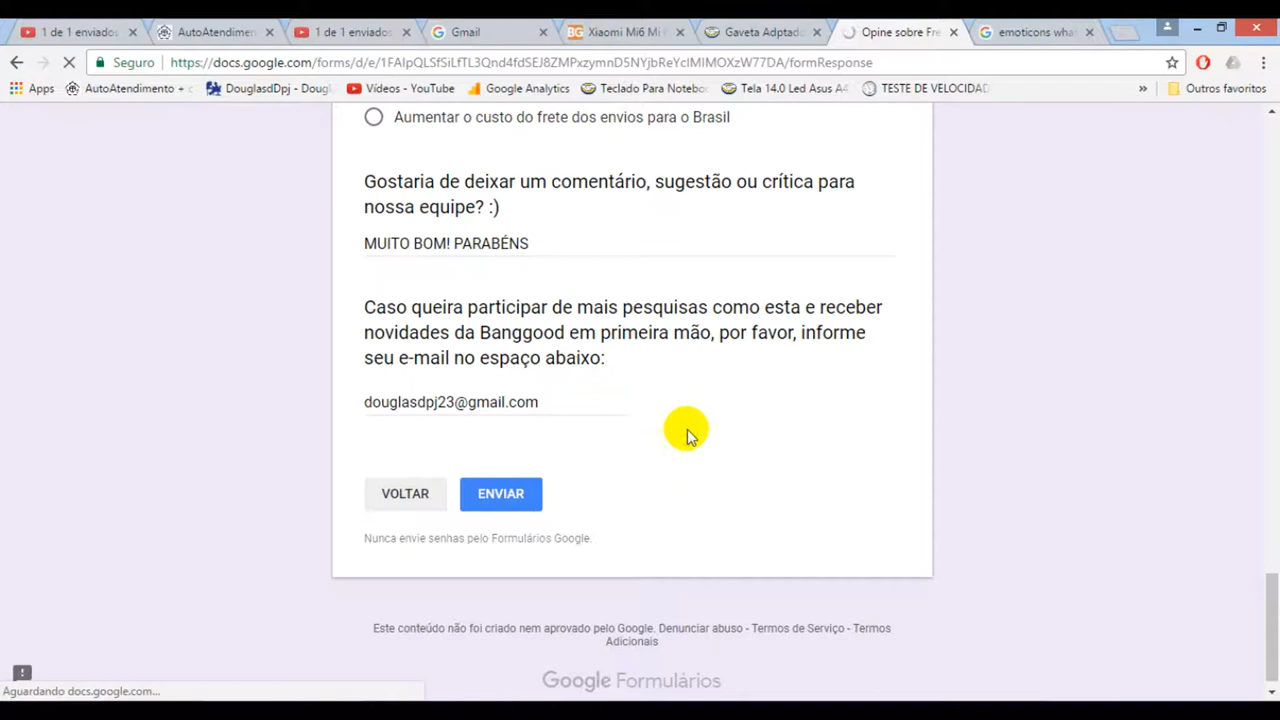 1 de 1 enviados
AutoAtendimen
1 de 1 enviados
Gmail
Xiaomi Mi6 Mi
Gaveta Adptado
Opine sobre Fre
emoticons wha
Seguro
https://docs.google.com/forms/d/e/1FAIpQLSfSiLfTL3Qnd4fdSEJ8ZMPxzymnD5NYjbReYcIMIMOXzW77DA/formResponse
Apps
AutoAtendimento + c
DouglasdDpj - Doug
Vídeos - YouTube
Google Analytics
Teclado Para Notebo
Tela 14.0 Led Asus A4
TESTE DE VELOCIDAD
»
Outros favoritos
Aumentar o custo do frete dos envios para o Brasil
Gostaria de deixar um comentário, sugestão ou crítica para
nossa equipe? :)
MUITO BOM! PARABÉNS
Caso queira participar de mais pesquisas como esta e receber
novidades da Banggood em primeira mão, por favor, informe
seu e-mail no espaço abaixo:
douglasdpj23@gmail.com
VOLTAR
ENVIAR
Nunca envie senhas pelo Formulários Google.
Este conteúdo não foi criado nem aprovado pelo Google. Denunciar abuso - Termos de Serviço - Termos
Adicionais
Google Formulários
Aguardando docs.google.com...